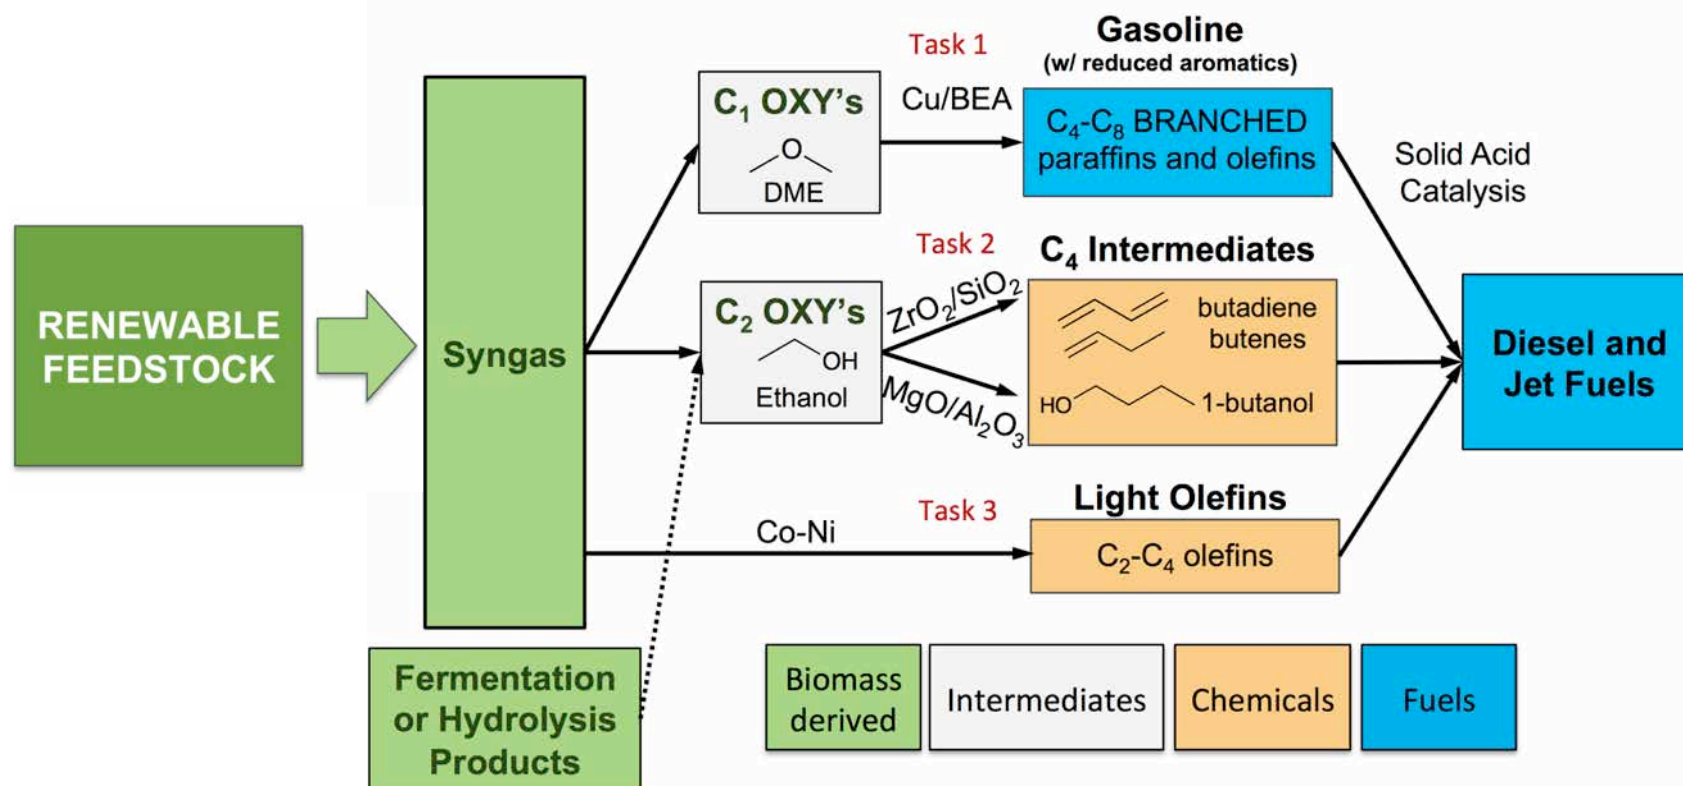 RENEWABLE
FEEDSTOCK
Syngas
Fermentation
or Hydrolysis
Products
C₁ OXY's
O
DME
Task 1
Cu/BEA
Gasoline
(w/ reduced aromatics)
C₄-C₈ BRANCHED
paraffins and olefins
Solid Acid
Catalysis
C₂ OXY's
OH
Ethanol
Task 2
ZrO₂/SiO₂
MgO/Al₂O₃
C₄ Intermediates
butadiene
butenes
HO 1-butanol
Co-Ni
Task 3
Light Olefins
C₂-C₄ olefins
Diesel and
Jet Fuels
Biomass
derived
Intermediates
Chemicals
Fuels